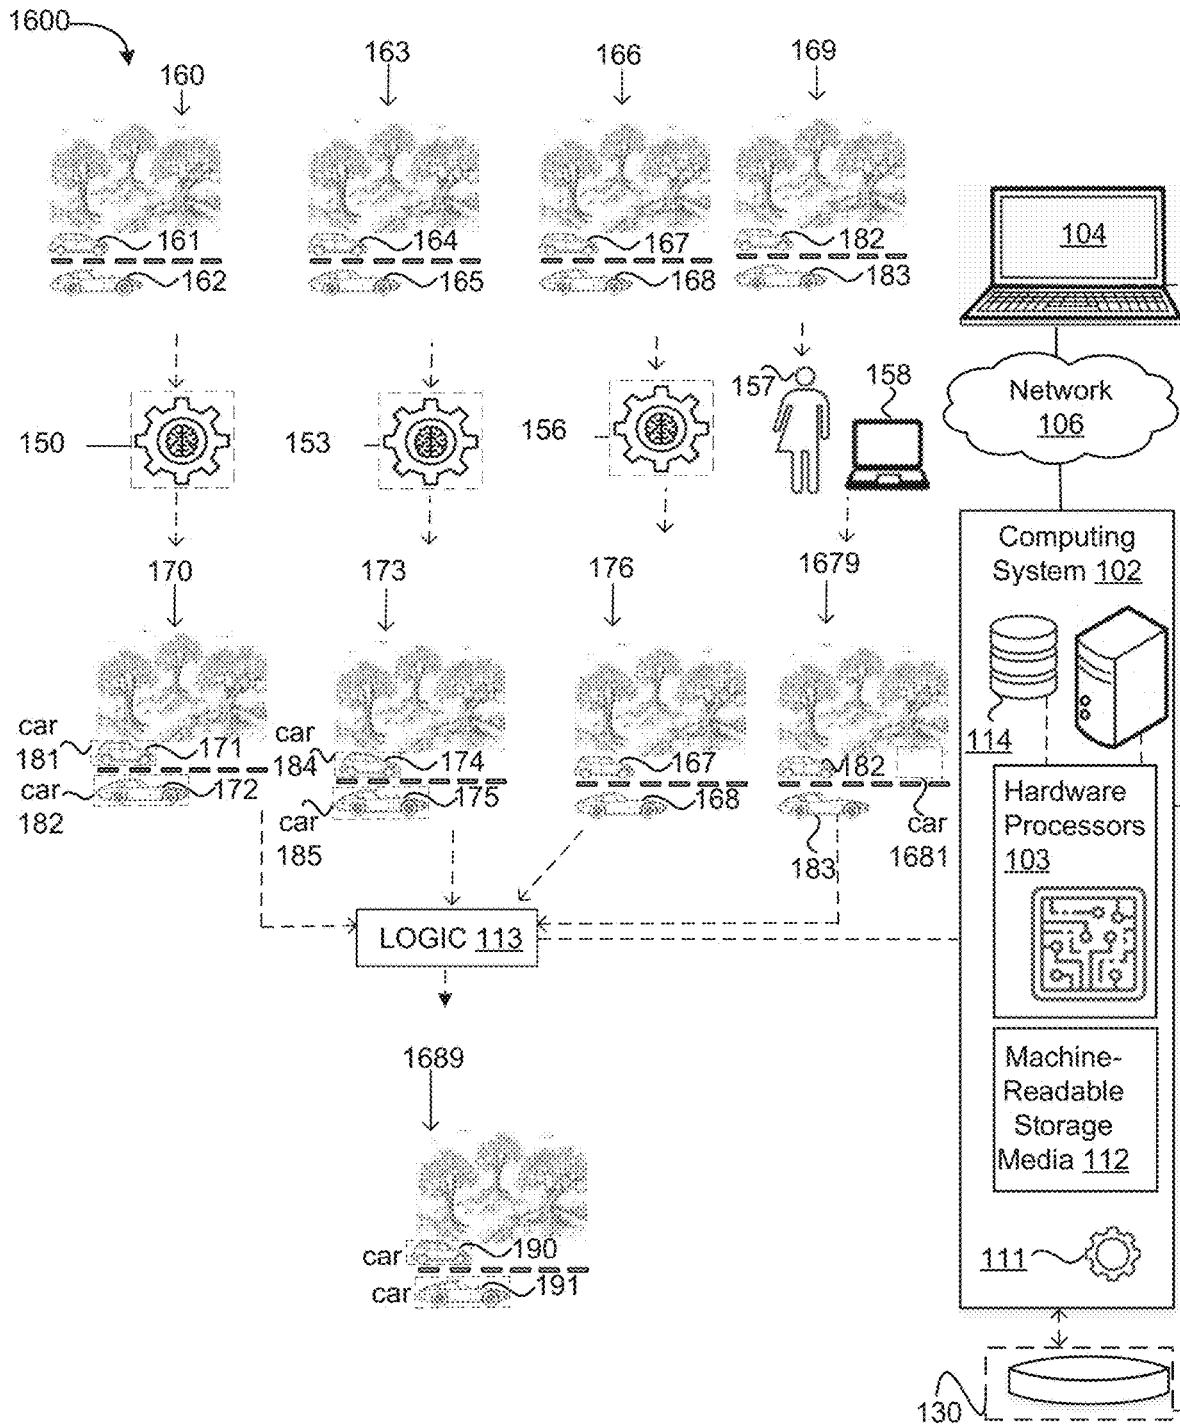 1600
160
163
166
169
161
162
164
165
167
168
182
183
104
Network
106
150
153
156
157
158
Computing
System 102
170
173
176
1679
114
car
181
171
car
182
172
car
184
174
175
car
185
167
168
182
183
car
1681
Hardware
Processors
103
LOGIC 113
Machine-
Readable
Storage
Media 112
1689
car
190
car
191
111
130